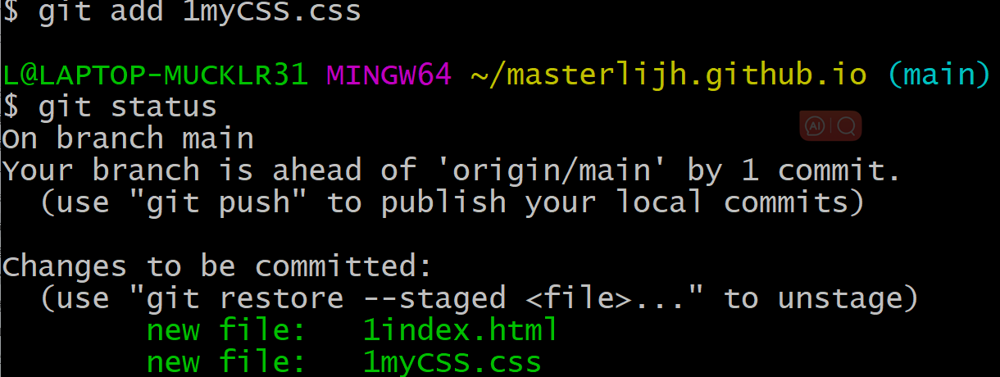 $ git add 1myCSS.css
L@LAPTOP-MUCKLR31 MINGW64 ~/masterlijh.github.io (main)
$ git status
On branch main
Your branch is ahead of 'origin/main' by 1 commit.
  (use "git push" to publish your local commits)
Changes to be committed:
  (use "git restore --staged <file>..." to unstage)
        new file:   1index.html
        new file:   1myCSS.css
AI